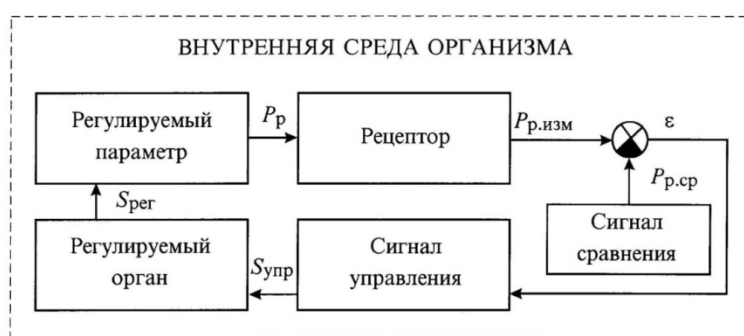 ВНУТРЕННЯЯ СРЕДА ОРГАНИЗМА
Регулируемый
параметр
Pр
Рецептор
Pр.изм
ε
Pр.ср
Sрег
Сигнал
сравнения
Регулируемый
орган
Sупр
Сигнал
управления